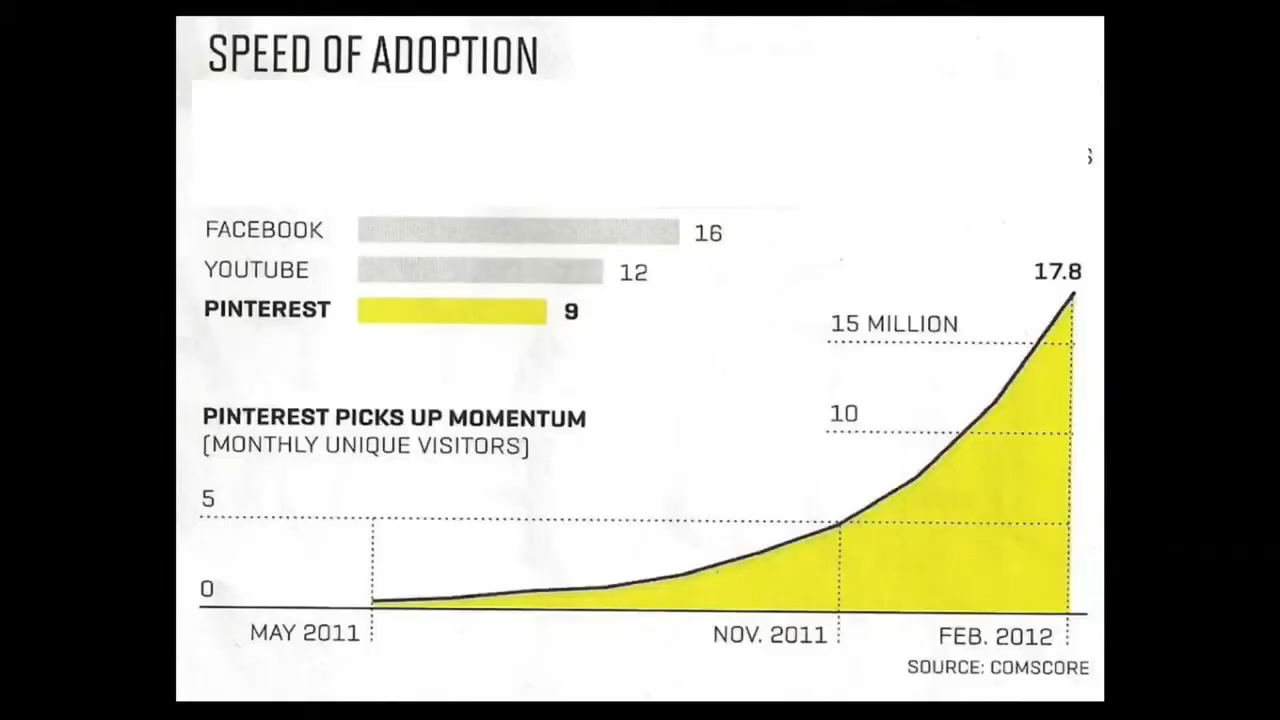 SPEED OF ADOPTION
FACEBOOK 16
YOUTUBE 12
PINTEREST 9
17.8
15 MILLION
10
PINTEREST PICKS UP MOMENTUM
(MONTHLY UNIQUE VISITORS)
5
0
MAY 2011 NOV. 2011 FEB. 2012
SOURCE: COMSCORE